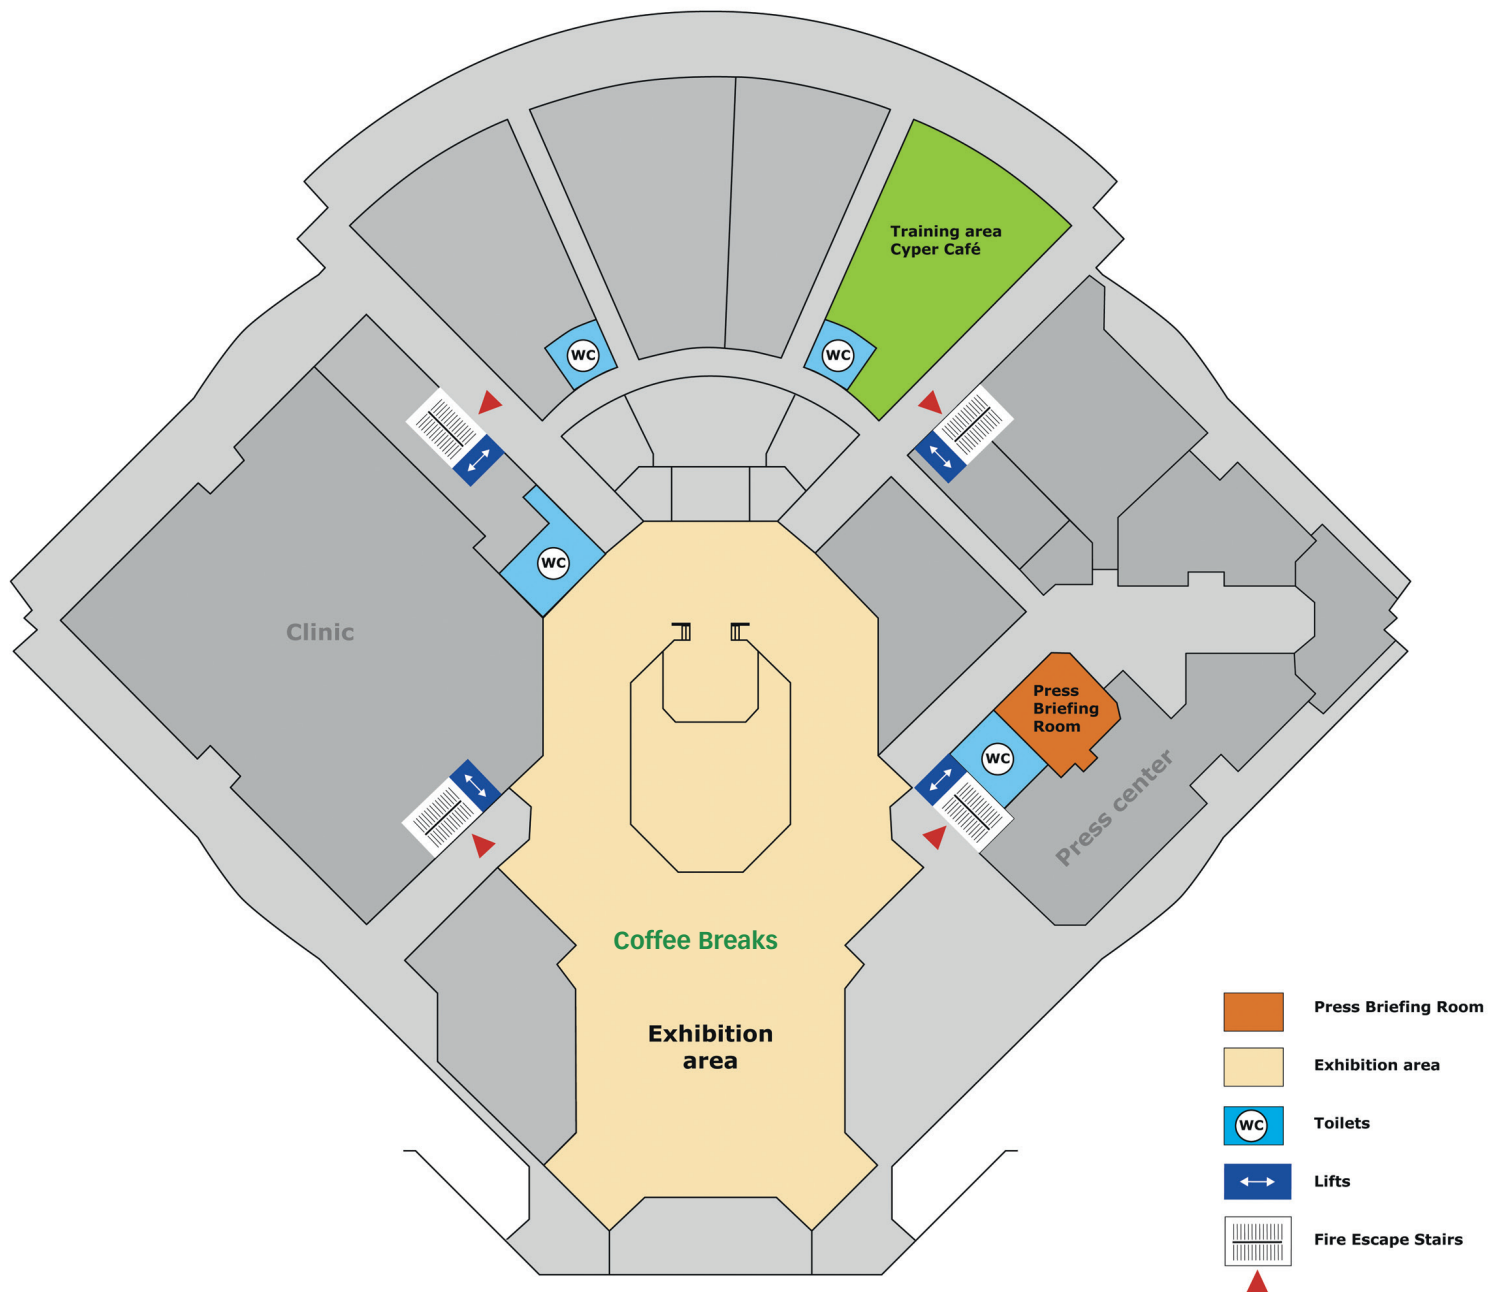 Training area
Cyper Café
WC
WC
WC
Clinic
Press
Briefing
Room
WC
Press center
Coffee Breaks
Exhibition
area
Press Briefing Room
Exhibition area
WC
Toilets
Lifts
Fire Escape Stairs